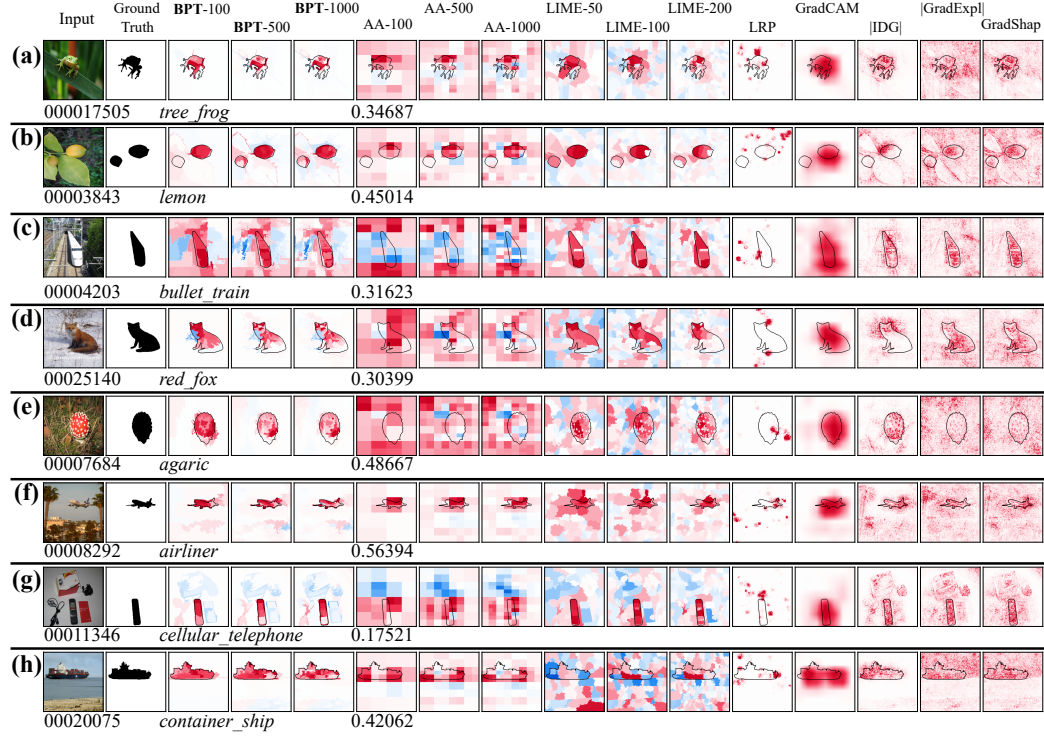 Input Ground Truth BPT-100 BPT-500 BPT-1000 AA-100 AA-500 AA-1000 LIME-50 LIME-100 LIME-200 LRP GradCAM |IDG| |GradExpl| GradShap
(a)
000017505 tree_frog 0.34687
(b)
00003843 lemon 0.45014
(c)
00004203 bullet_train 0.31623
(d)
00025140 red_fox 0.30399
(e)
00007684 agaric 0.48667
(f)
00008292 airliner 0.56394
(g)
00011346 cellular_telephone 0.17521
(h)
00020075 container_ship 0.42062